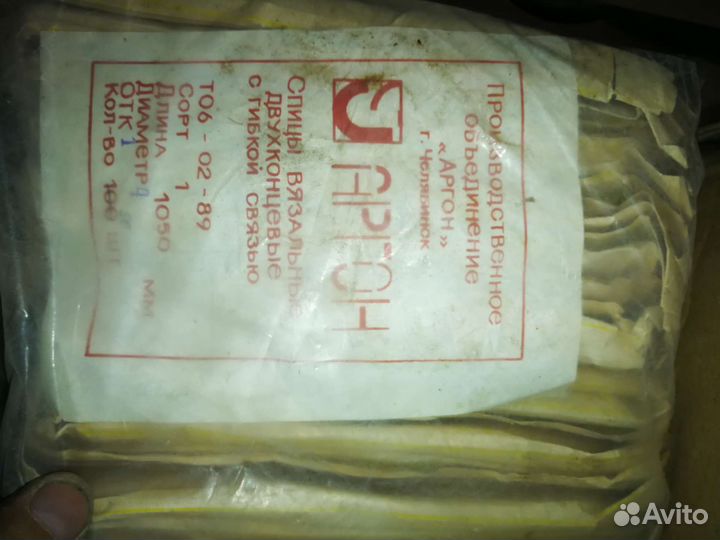 Производственное
объединение
«АРГОН»
г. Челябинск
АРГОН
Спицы вязальные
двухконцевые
с гибкой связью
Т06-02-89
Сорт 1
Длина 1050 мм
Диаметр 4
ОТК 1
Кол-во 100 шт
Avito